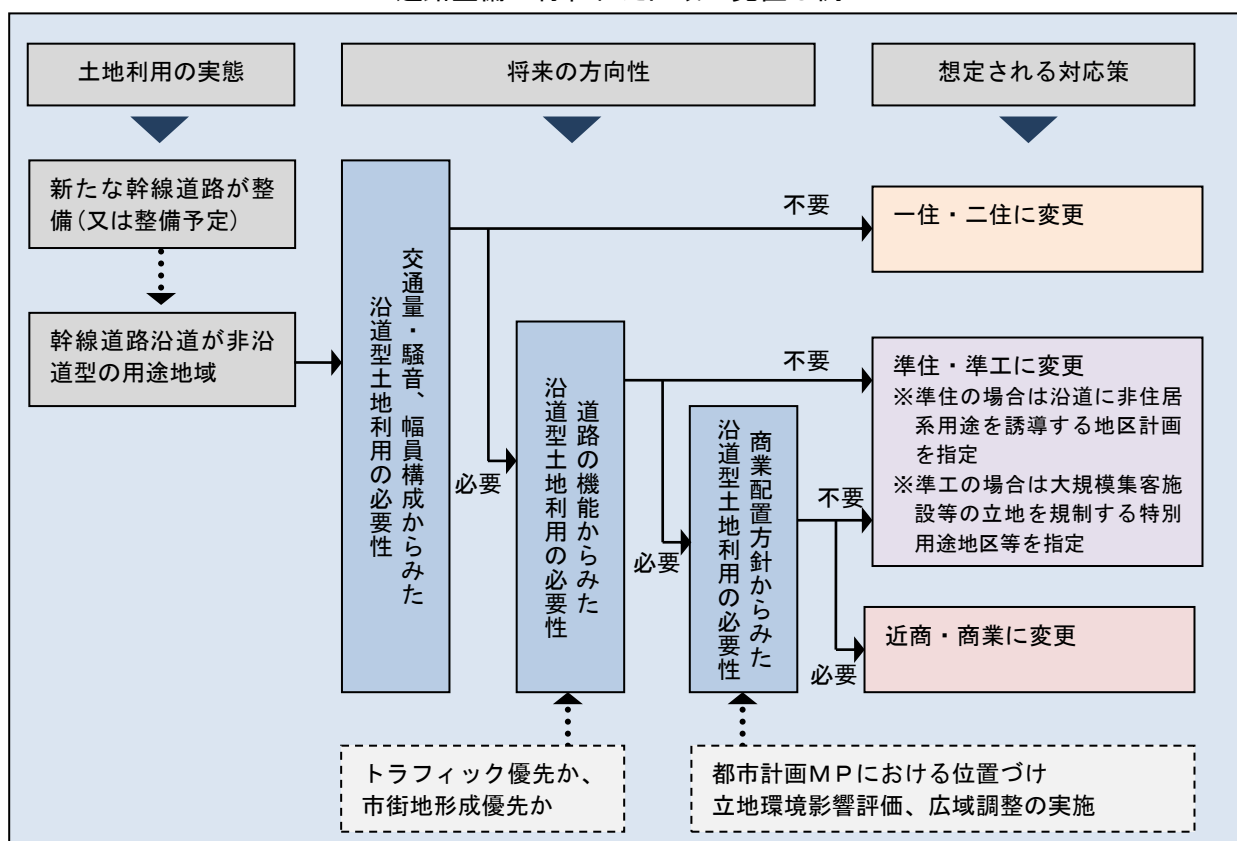 土地利用の実態
将来の方向性
想定される対応策
新たな幹線道路が整
備（又は整備予定）
幹線道路沿道が非沿
道型の用途地域
交通量・騒音、幅員構成からみた
沿道型土地利用の必要性
不要
必要
道路の機能からみた
沿道型土地利用の必要性
不要
必要
商業配置方針からみた
沿道型土地利用の必要性
不要
必要
一住・二住に変更
準住・準工に変更
※準住の場合は沿道に非住居
系用途を誘導する地区計画
を指定
※準工の場合は大規模集客施
設等の立地を規制する特別
用途地区等を指定
近商・商業に変更
トラフィック優先か、
市街地形成優先か
都市計画ＭＰにおける位置づけ
立地環境影響評価、広域調整の実施